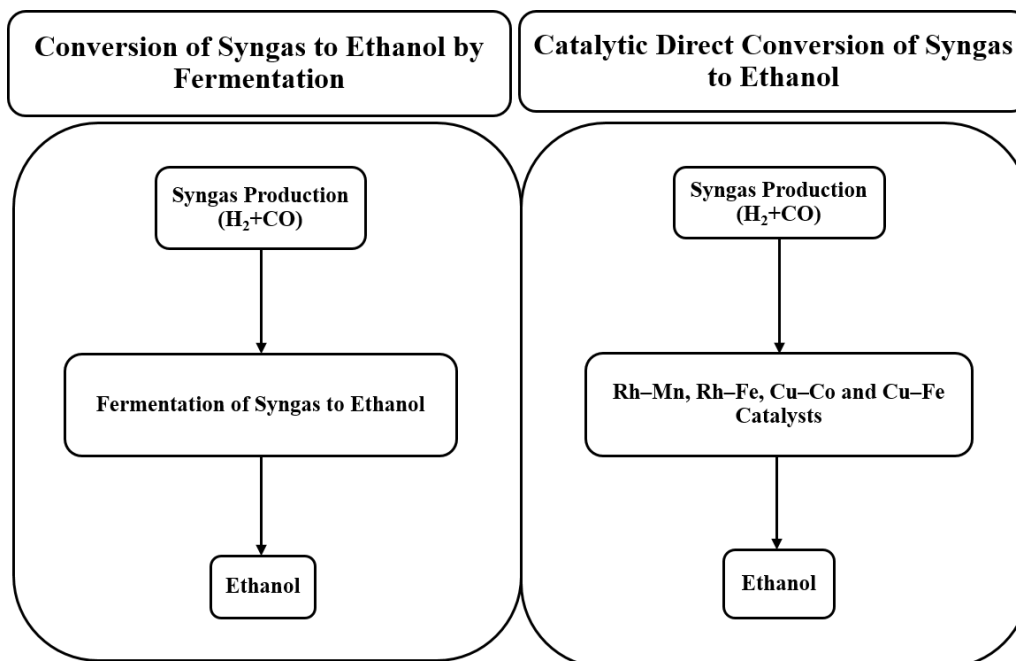 Conversion of Syngas to Ethanol by
Fermentation
Syngas Production
(H₂+CO)
Fermentation of Syngas to Ethanol
Ethanol
Catalytic Direct Conversion of Syngas
to Ethanol
Syngas Production
(H₂+CO)
Rh–Mn, Rh–Fe, Cu–Co and Cu–Fe
Catalysts
Ethanol